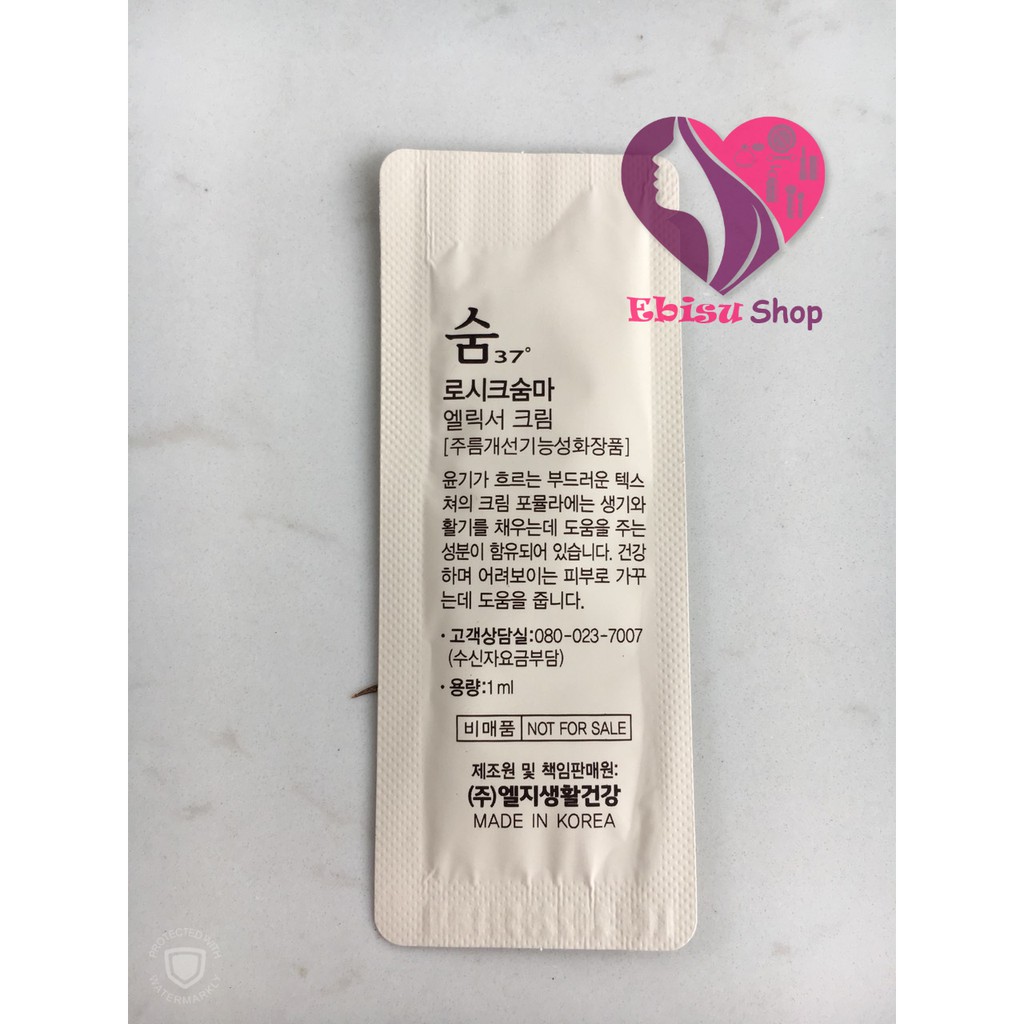 Ebisu Shop
숨37°
로시크숨마
엘릭서 크림
[주름개선기능성화장품]
윤기가 흐르는 부드러운 텍스
쳐의 크림 포뮬라에는 생기와
활기를 채우는데 도움을 주는
성분이 함유되어 있습니다. 건강
하며 어려보이는 피부로 가꾸
는데 도움을 줍니다.
· 고객상담실:080-023-7007
(수신자요금부담)
· 용량:1ml
비매품 NOT FOR SALE
제조원 및 책임판매원:
(주)엘지생활건강
MADE IN KOREA
PROTECTED WITH
WATERMARKLY